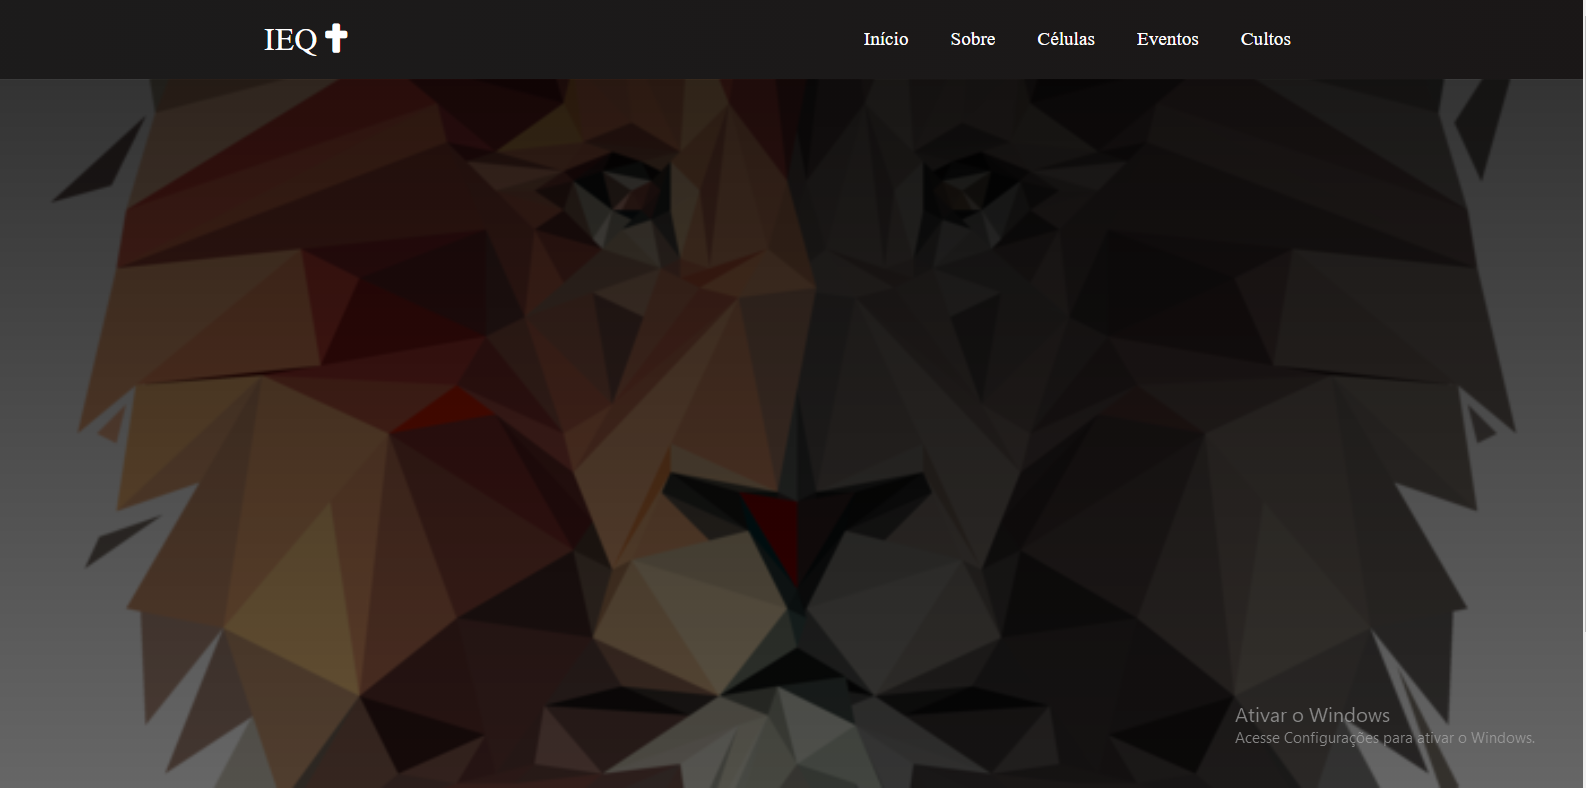 IEQ
Início Sobre Células Eventos Cultos
Ativar o Windows
Acesse Configurações para ativar o Windows.